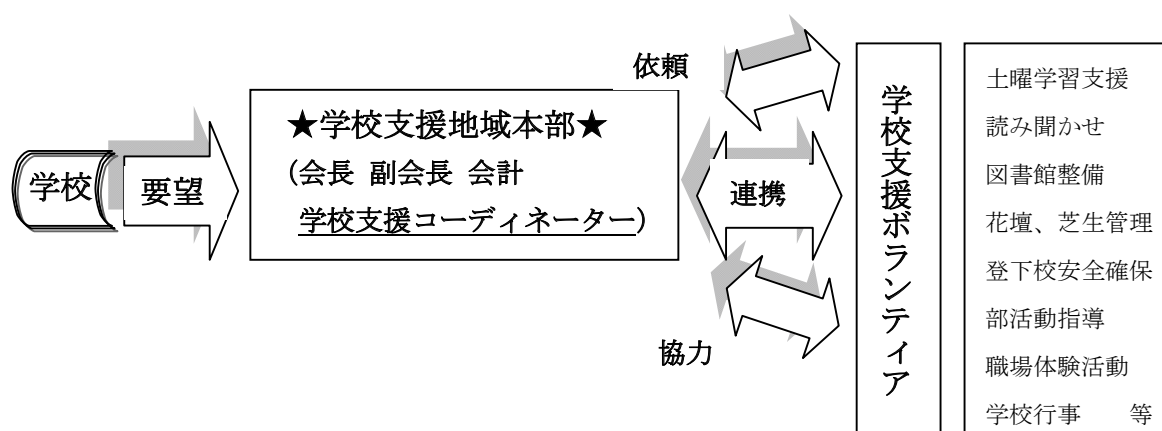 学校
要望
★学校支援地域本部★
(会長 副会長 会計
学校支援コーディネーター)
依頼
連携
協力
学校支援ボランティア
土曜学習支援
読み聞かせ
図書館整備
花壇、芝生管理
登下校安全確保
部活動指導
職場体験活動
学校行事　等